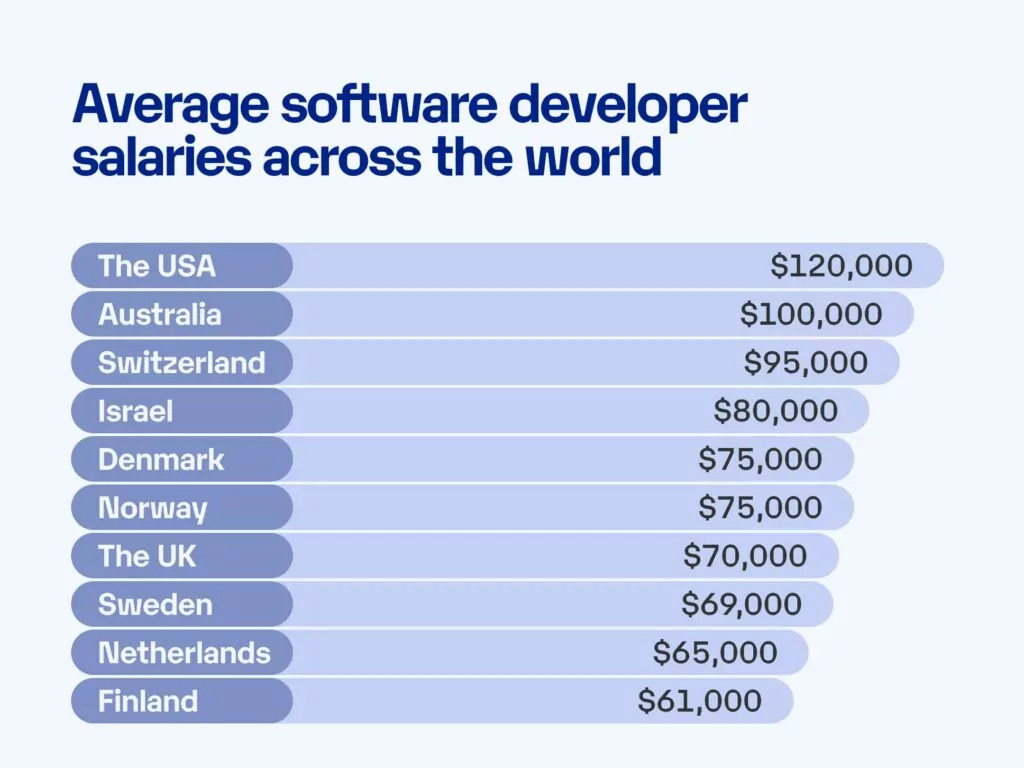 Average software developer
salaries across the world
The USA $120,000
Australia $100,000
Switzerland $95,000
Israel $80,000
Denmark $75,000
Norway $75,000
The UK $70,000
Sweden $69,000
Netherlands $65,000
Finland $61,000